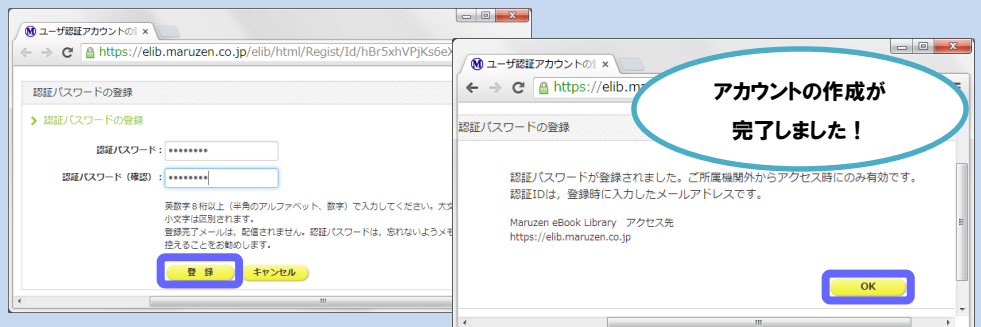 ユーザ認証アカウントの
https://elib.maruzen.co.jp/elib/html/Regist/Id/hBr5xhVPjKs6e
認証パスワードの登録
認証パスワードの登録
認証パスワード：
認証パスワード（確認）：
英数字８桁以上（半角のアルファベット、数字）で入力してください。大文
小文字は区別されます。
登録完了メールは，配信されません。認証パスワードは，忘れないようメモ
控えることをお勧めします。
登 録
キャンセル
ユーザ認証アカウントの
https://elib.m
アカウントの作成が
完了しました！
認証パスワードの登録
認証パスワードが登録されました。ご所属機関外からアクセス時にのみ有効です。
認証IDは，登録時に入力したメールアドレスです。
Maruzen eBook Library　アクセス先
https://elib.maruzen.co.jp
OK